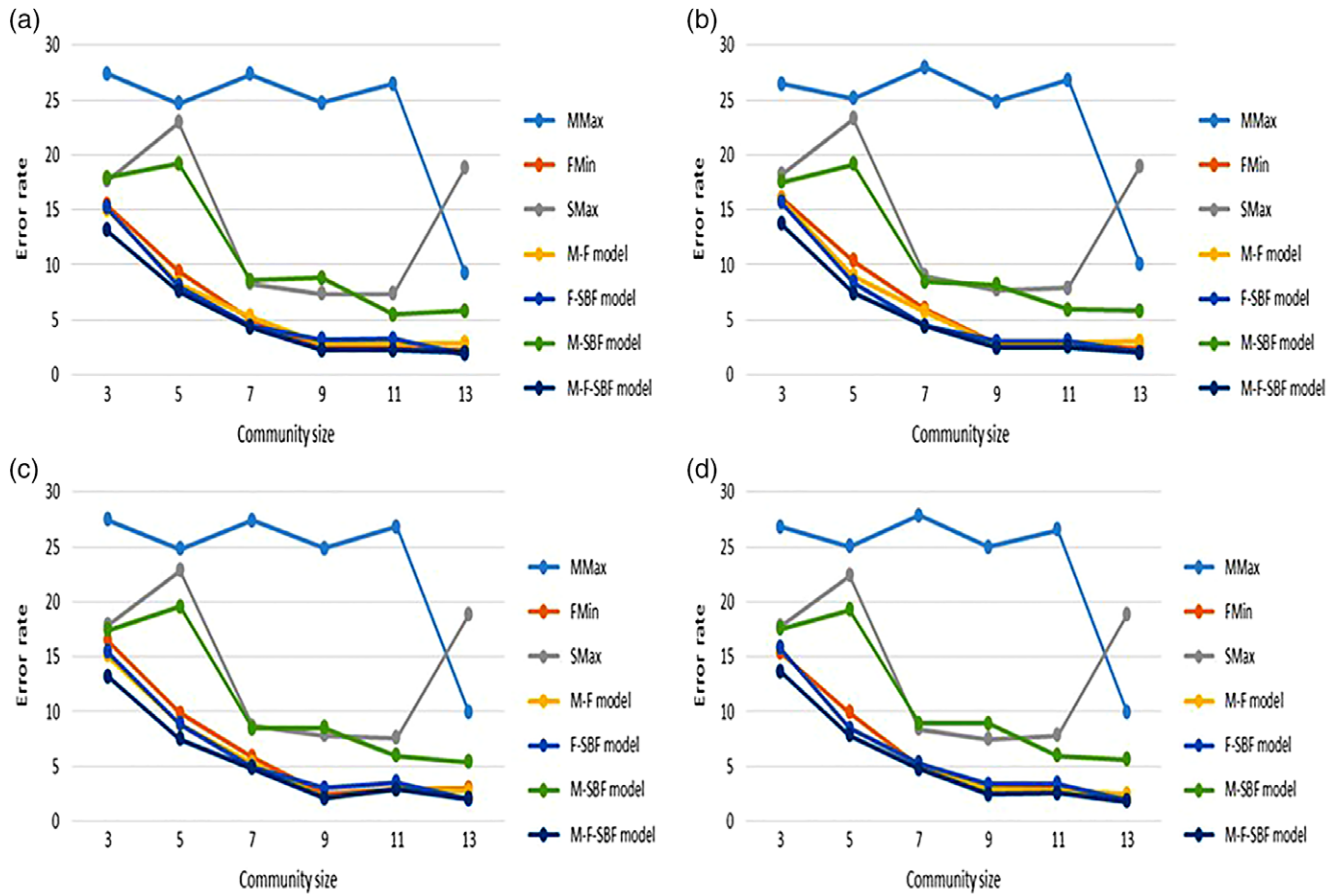 (a)
30
25
20
15
10
5
0
Error rate
3 5 7 9 11 13
Community size
MMax
FMin
SMax
M-F model
F-SBF model
M-SBF model
M-F-SBF model
(b)
30
25
20
15
10
5
0
Error rate
3 5 7 9 11 13
Community size
MMax
FMin
SMax
M-F model
F-SBF model
M-SBF model
M-F-SBF model
(c)
30
25
20
15
10
5
0
Error rate
3 5 7 9 11 13
Community size
MMax
FMin
SMax
M-F model
F-SBF model
M-SBF model
M-F-SBF model
(d)
30
25
20
15
10
5
0
Error rate
3 5 7 9 11 13
Community size
MMax
FMin
SMax
M-F model
F-SBF model
M-SBF model
M-F-SBF model